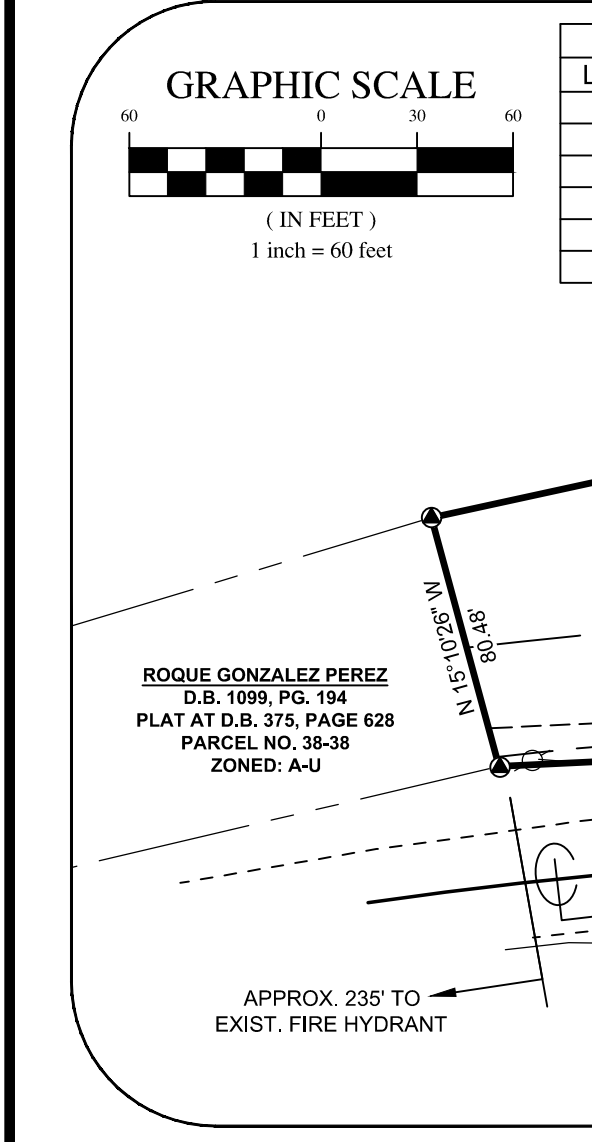 GRAPHIC SCALE
60 0 30 60
( IN FEET )
1 inch = 60 feet
L
N 15°10'26" W
80.48'
ROQUE GONZALEZ PEREZ
D.B. 1099, PG. 194
PLAT AT D.B. 375, PAGE 628
PARCEL NO. 38-38
ZONED: A-U
APPROX. 235' TO
EXIST. FIRE HYDRANT